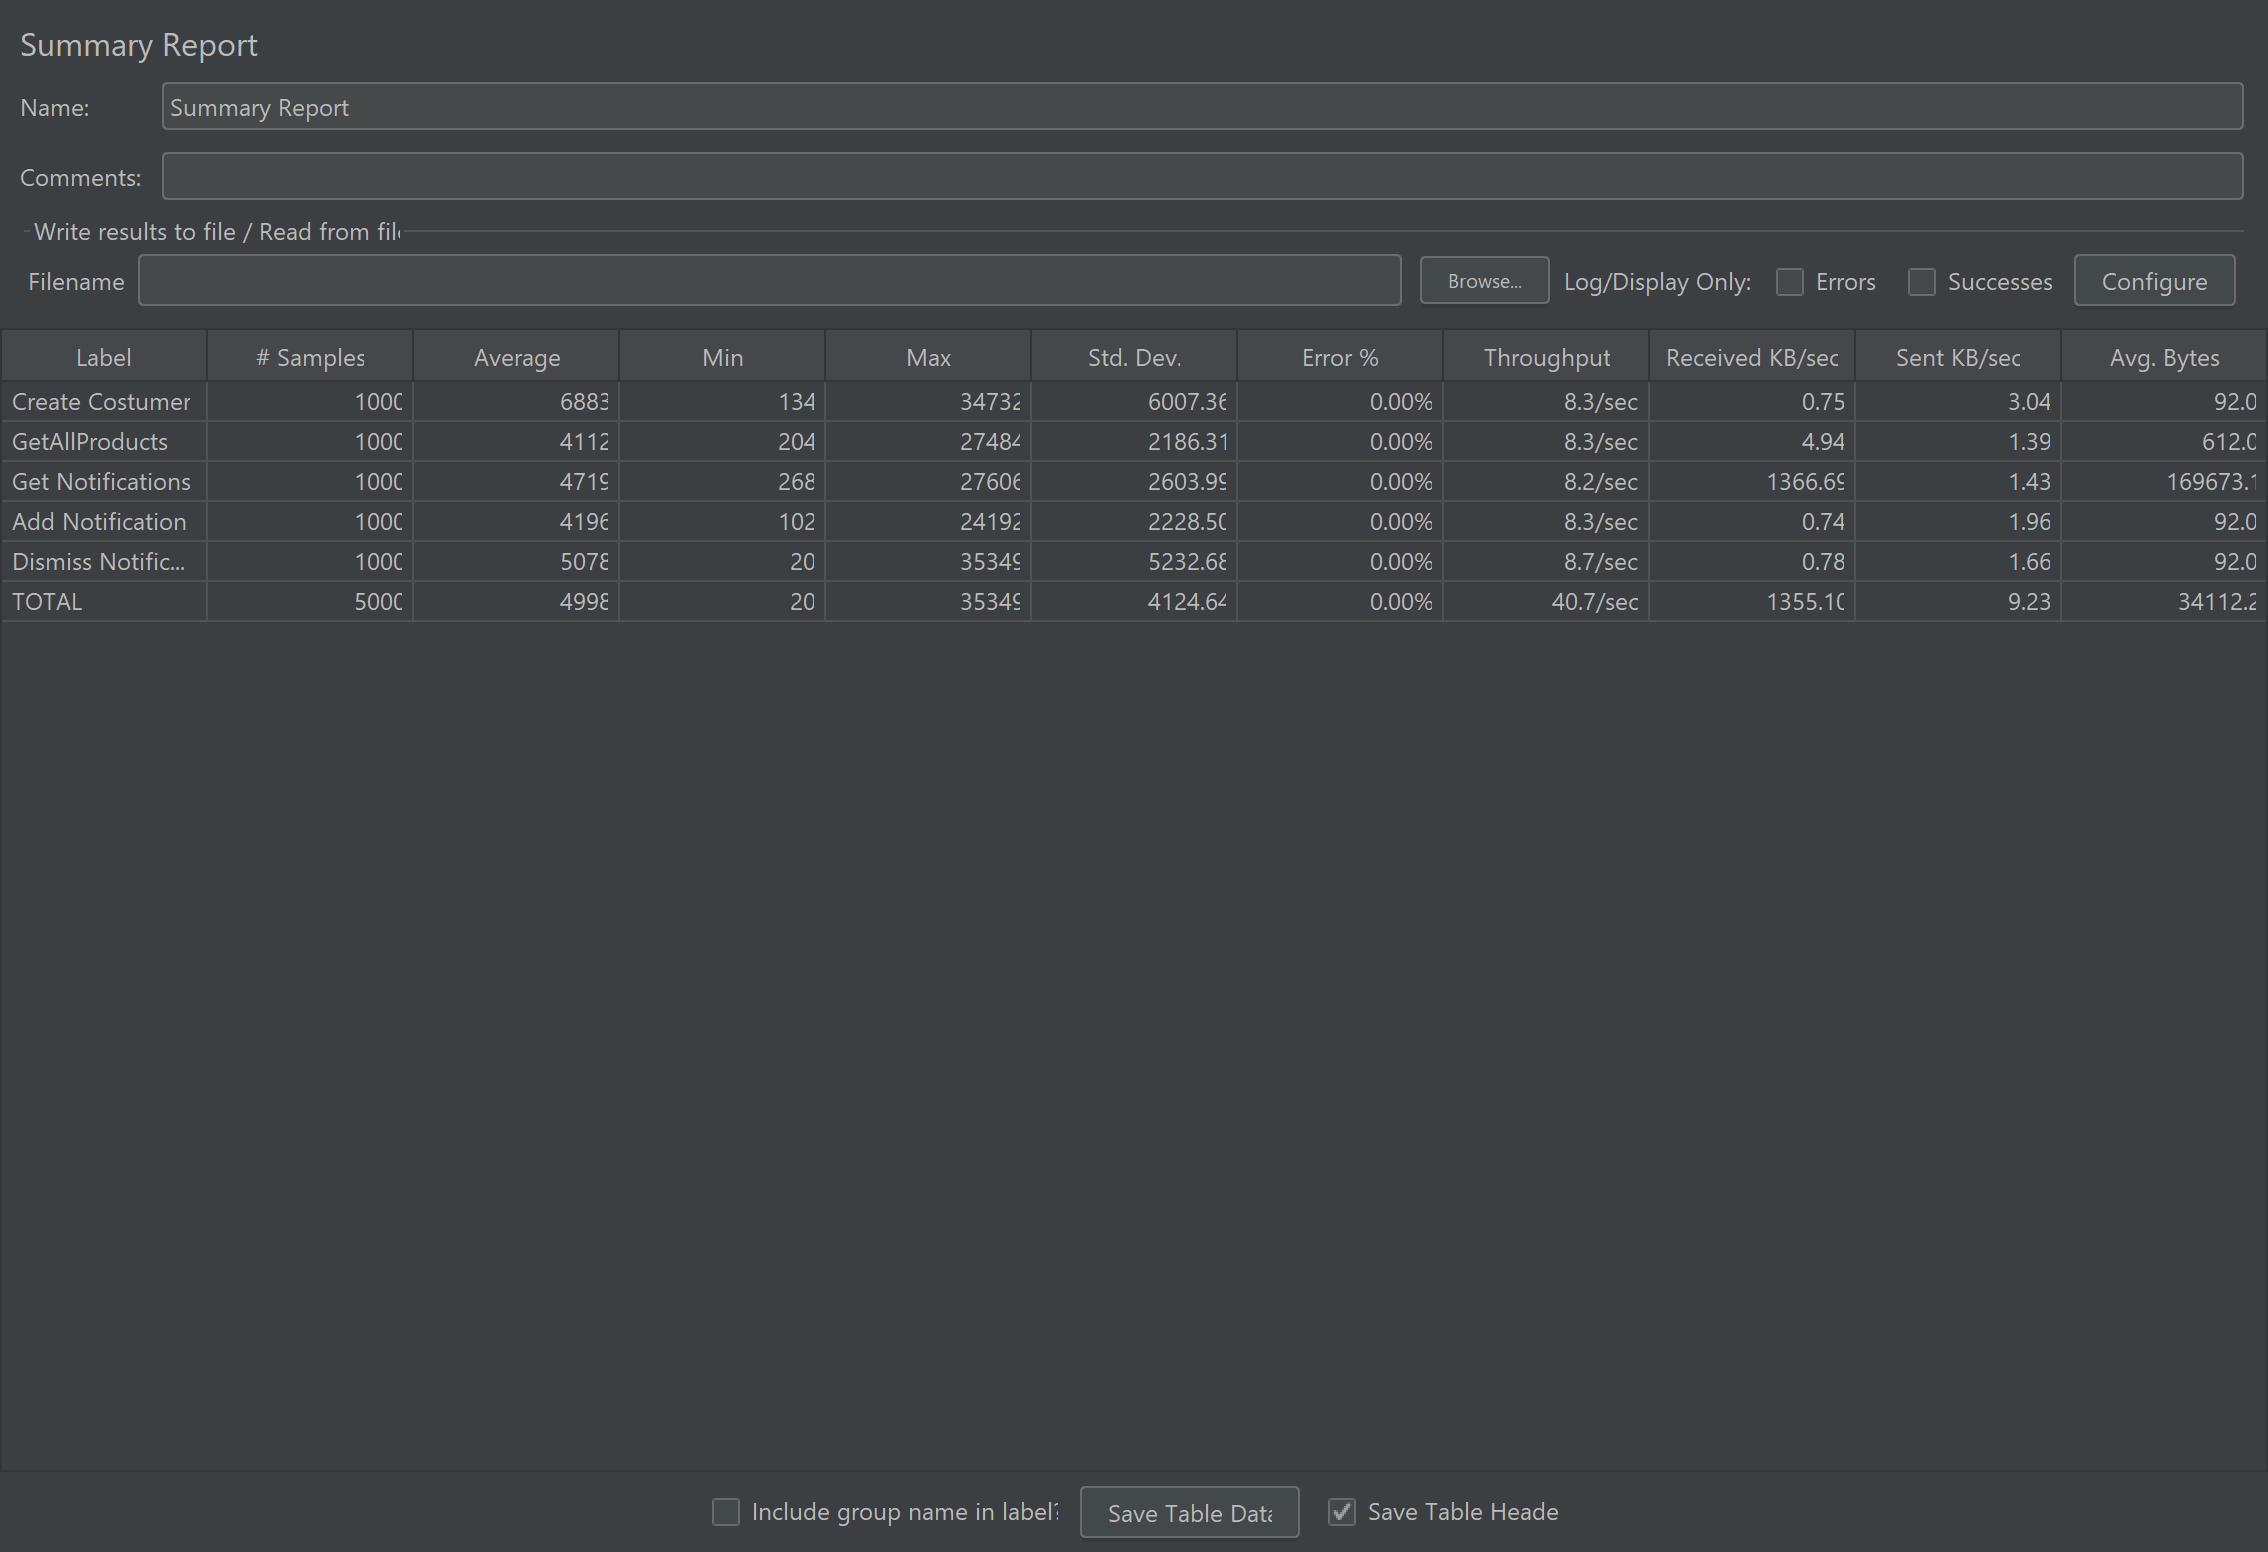 Summary Report
Name: Summary Report
Comments:
Write results to file / Read from file
Filename Browse... Log/Display Only: Errors Successes Configure
Label # Samples Average Min Max Std. Dev. Error % Throughput Received KB/sec Sent KB/sec Avg. Bytes
Create Costumer 1000 6883 134 34732 6007.36 0.00% 8.3/sec 0.75 3.04 92.0
GetAllProducts 1000 4112 204 27484 2186.31 0.00% 8.3/sec 4.94 1.39 612.0
Get Notifications 1000 4719 268 27606 2603.99 0.00% 8.2/sec 1366.69 1.43 169673.1
Add Notification 1000 4196 102 24192 2228.50 0.00% 8.3/sec 0.74 1.96 92.0
Dismiss Notific... 1000 5078 20 35349 5232.68 0.00% 8.7/sec 0.78 1.66 92.0
TOTAL 5000 4998 20 35349 4124.64 0.00% 40.7/sec 1355.10 9.23 34112.2
Include group name in label? Save Table Data Save Table Heade